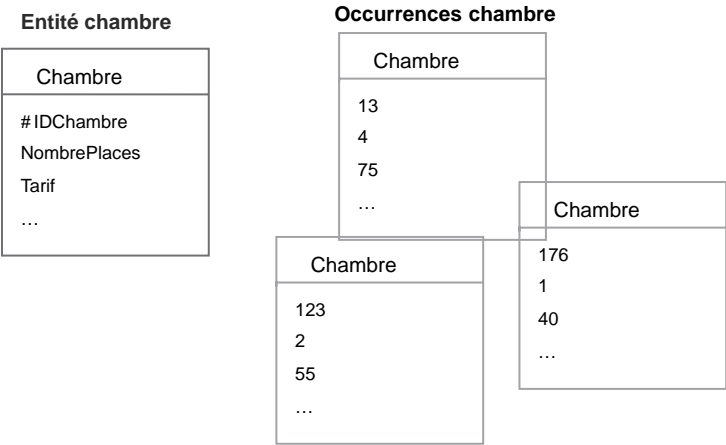 Entité chambre
Chambre
# IDChambre
NombrePlaces
Tarif
…
Occurrences chambre
Chambre
13
4
75
…
Chambre
123
2
55
…
Chambre
176
1
40
…